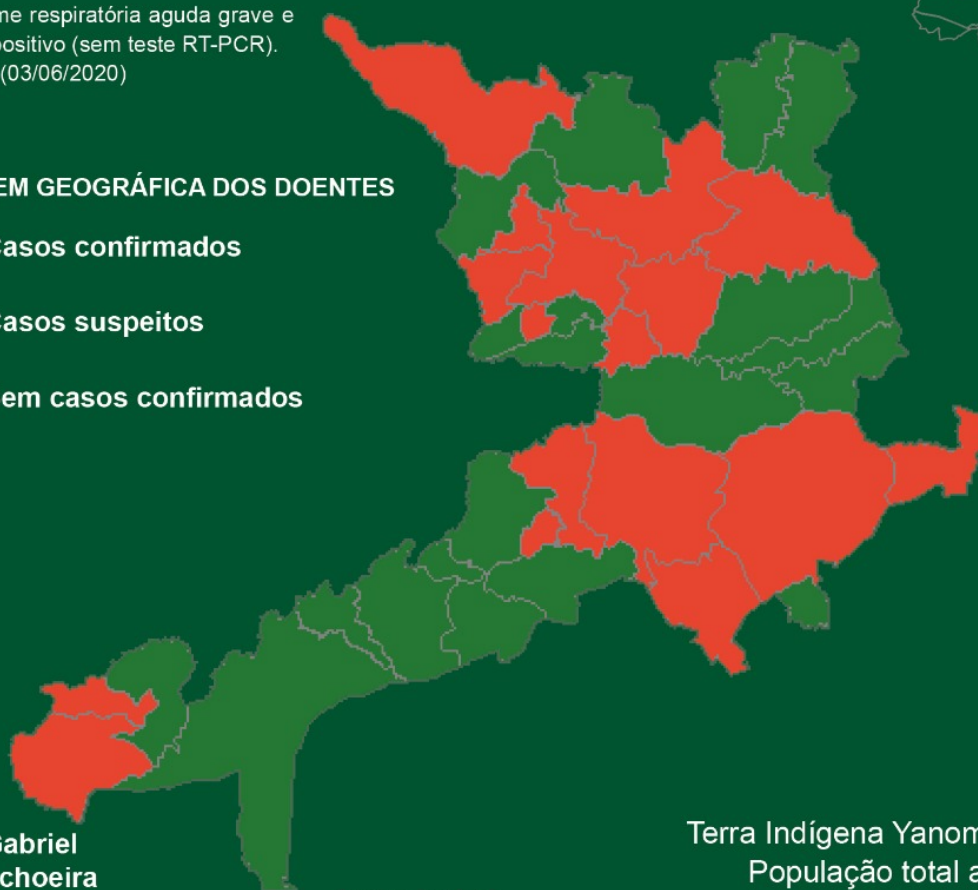 me respiratória aguda grave e
ositivo (sem teste RT-PCR).
(03/06/2020)
EM GEOGRÁFICA DOS DOENTES
Casos confirmados
Casos suspeitos
em casos confirmados
Gabriel
choeira
Terra Indígena Yanom
População total a